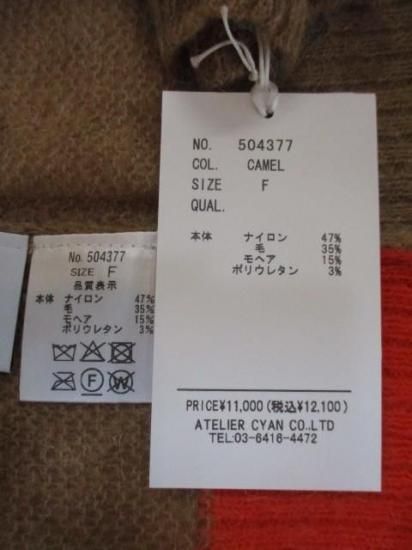 NO. 504377
COL. CAMEL
SIZE F
QUAL.
本体 ナイロン 47%
毛 35%
モヘア 15%
ポリウレタン 3%
PRICE¥11,000(税込¥12,100)
ATELIER CYAN CO.,LTD
TEL:03-6416-4472
No. 504377
SIZE F
品質表示
本体 ナイロン 47%
毛 35%
モヘア 15%
ポリウレタン 3%
F
W